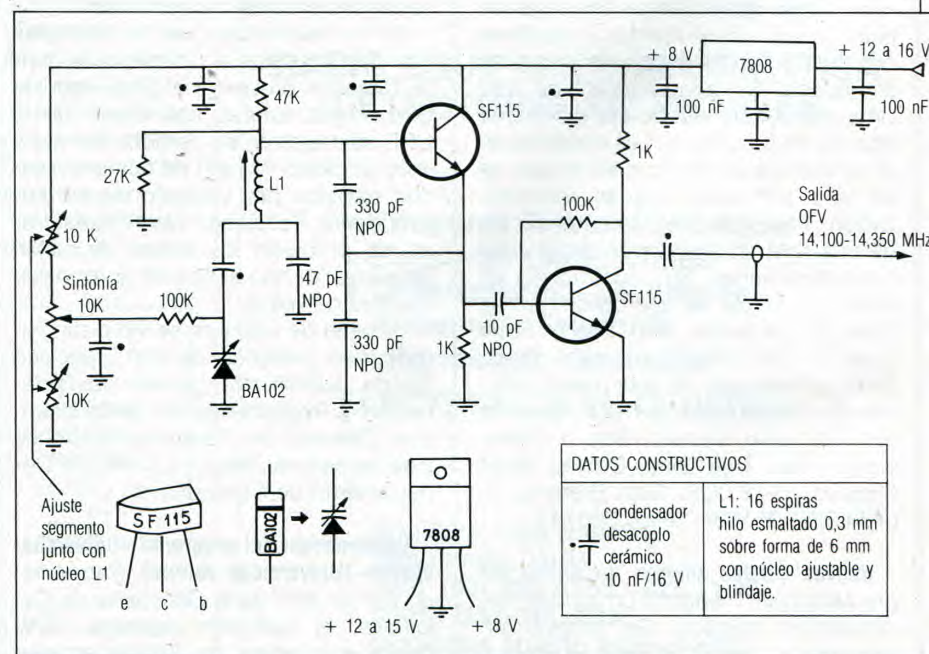 + 8 V
7808
+ 12 a 16 V
100 nF
100 nF
47K
SF115
1K
27K
L1
330 pF
NPO
100K
Salida
OFV
14,100-14,350 MHz
10 K
Sintonía
10K
100K
47 pF
NPO
SF115
330 pF
NPO
10 pF
NPO
1K
10K
BA102
Ajuste
segmento
junto con
núcleo L1
SF 115
e c b
BA102
7808
+ 12 a 15 V
+ 8 V
DATOS CONSTRUCTIVOS
condensador
desacoplo
cerámico
10 nF/16 V
L1: 16 espiras
hilo esmaltado 0,3 mm
sobre forma de 6 mm
con núcleo ajustable y
blindaje.